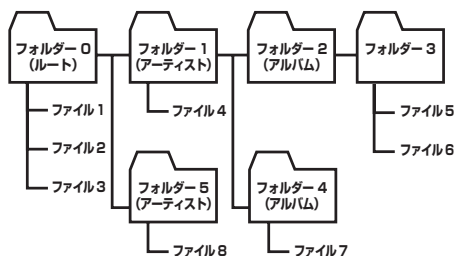 フォルダー 0
(ルート)
フォルダー 1
(アーティスト)
フォルダー 2
(アルバム)
フォルダー 3
ファイル 1
ファイル 2
ファイル 3
ファイル 4
ファイル 5
ファイル 6
フォルダー 5
(アーティスト)
フォルダー 4
(アルバム)
ファイル 8
ファイル 7